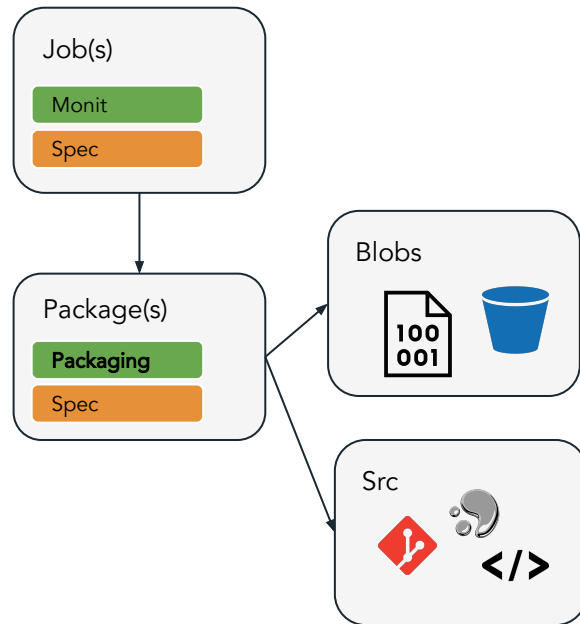 Job(s)
Monit
Spec
Package(s)
Packaging
Spec
Blobs
100
001
Src
</>